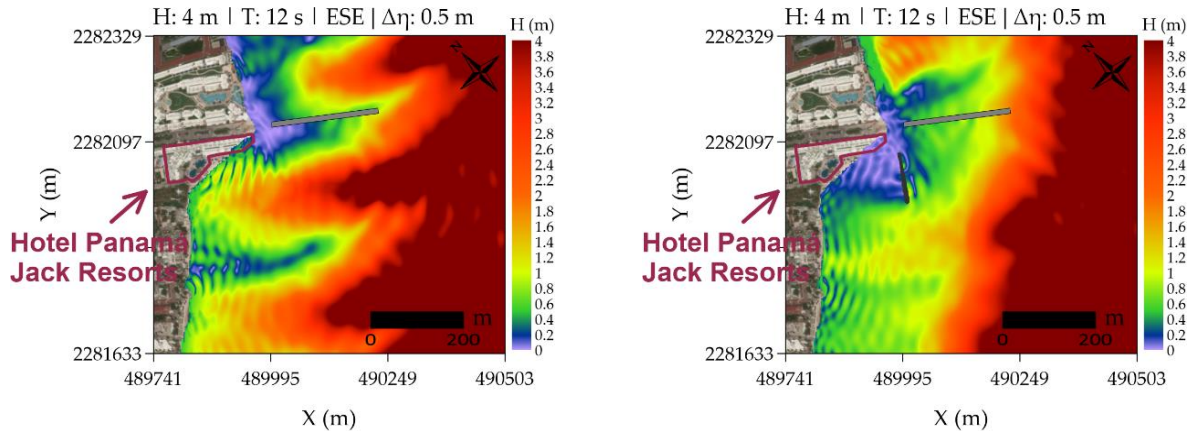 H: 4 m | T: 12 s | ESE | Δη: 0.5 m
H (m)
4
3.8
3.6
3.4
3.2
3
2.8
2.6
2.4
2.2
2
1.8
1.6
1.4
1.2
1
0.8
0.6
0.4
0.2
0
N
2282329
2282097
2281633
Y (m)
Hotel Panama
Jack Resorts
m
0 200
489741 489995 490249 490503
X (m)
H: 4 m | T: 12 s | ESE | Δη: 0.5 m
H (m)
4
3.8
3.6
3.4
3.2
3
2.8
2.6
2.4
2.2
2
1.8
1.6
1.4
1.2
1
0.8
0.6
0.4
0.2
0
N
2282329
2282097
2281633
Y (m)
Hotel Panama
Jack Resorts
m
0 200
489741 489995 490249 490503
X (m)